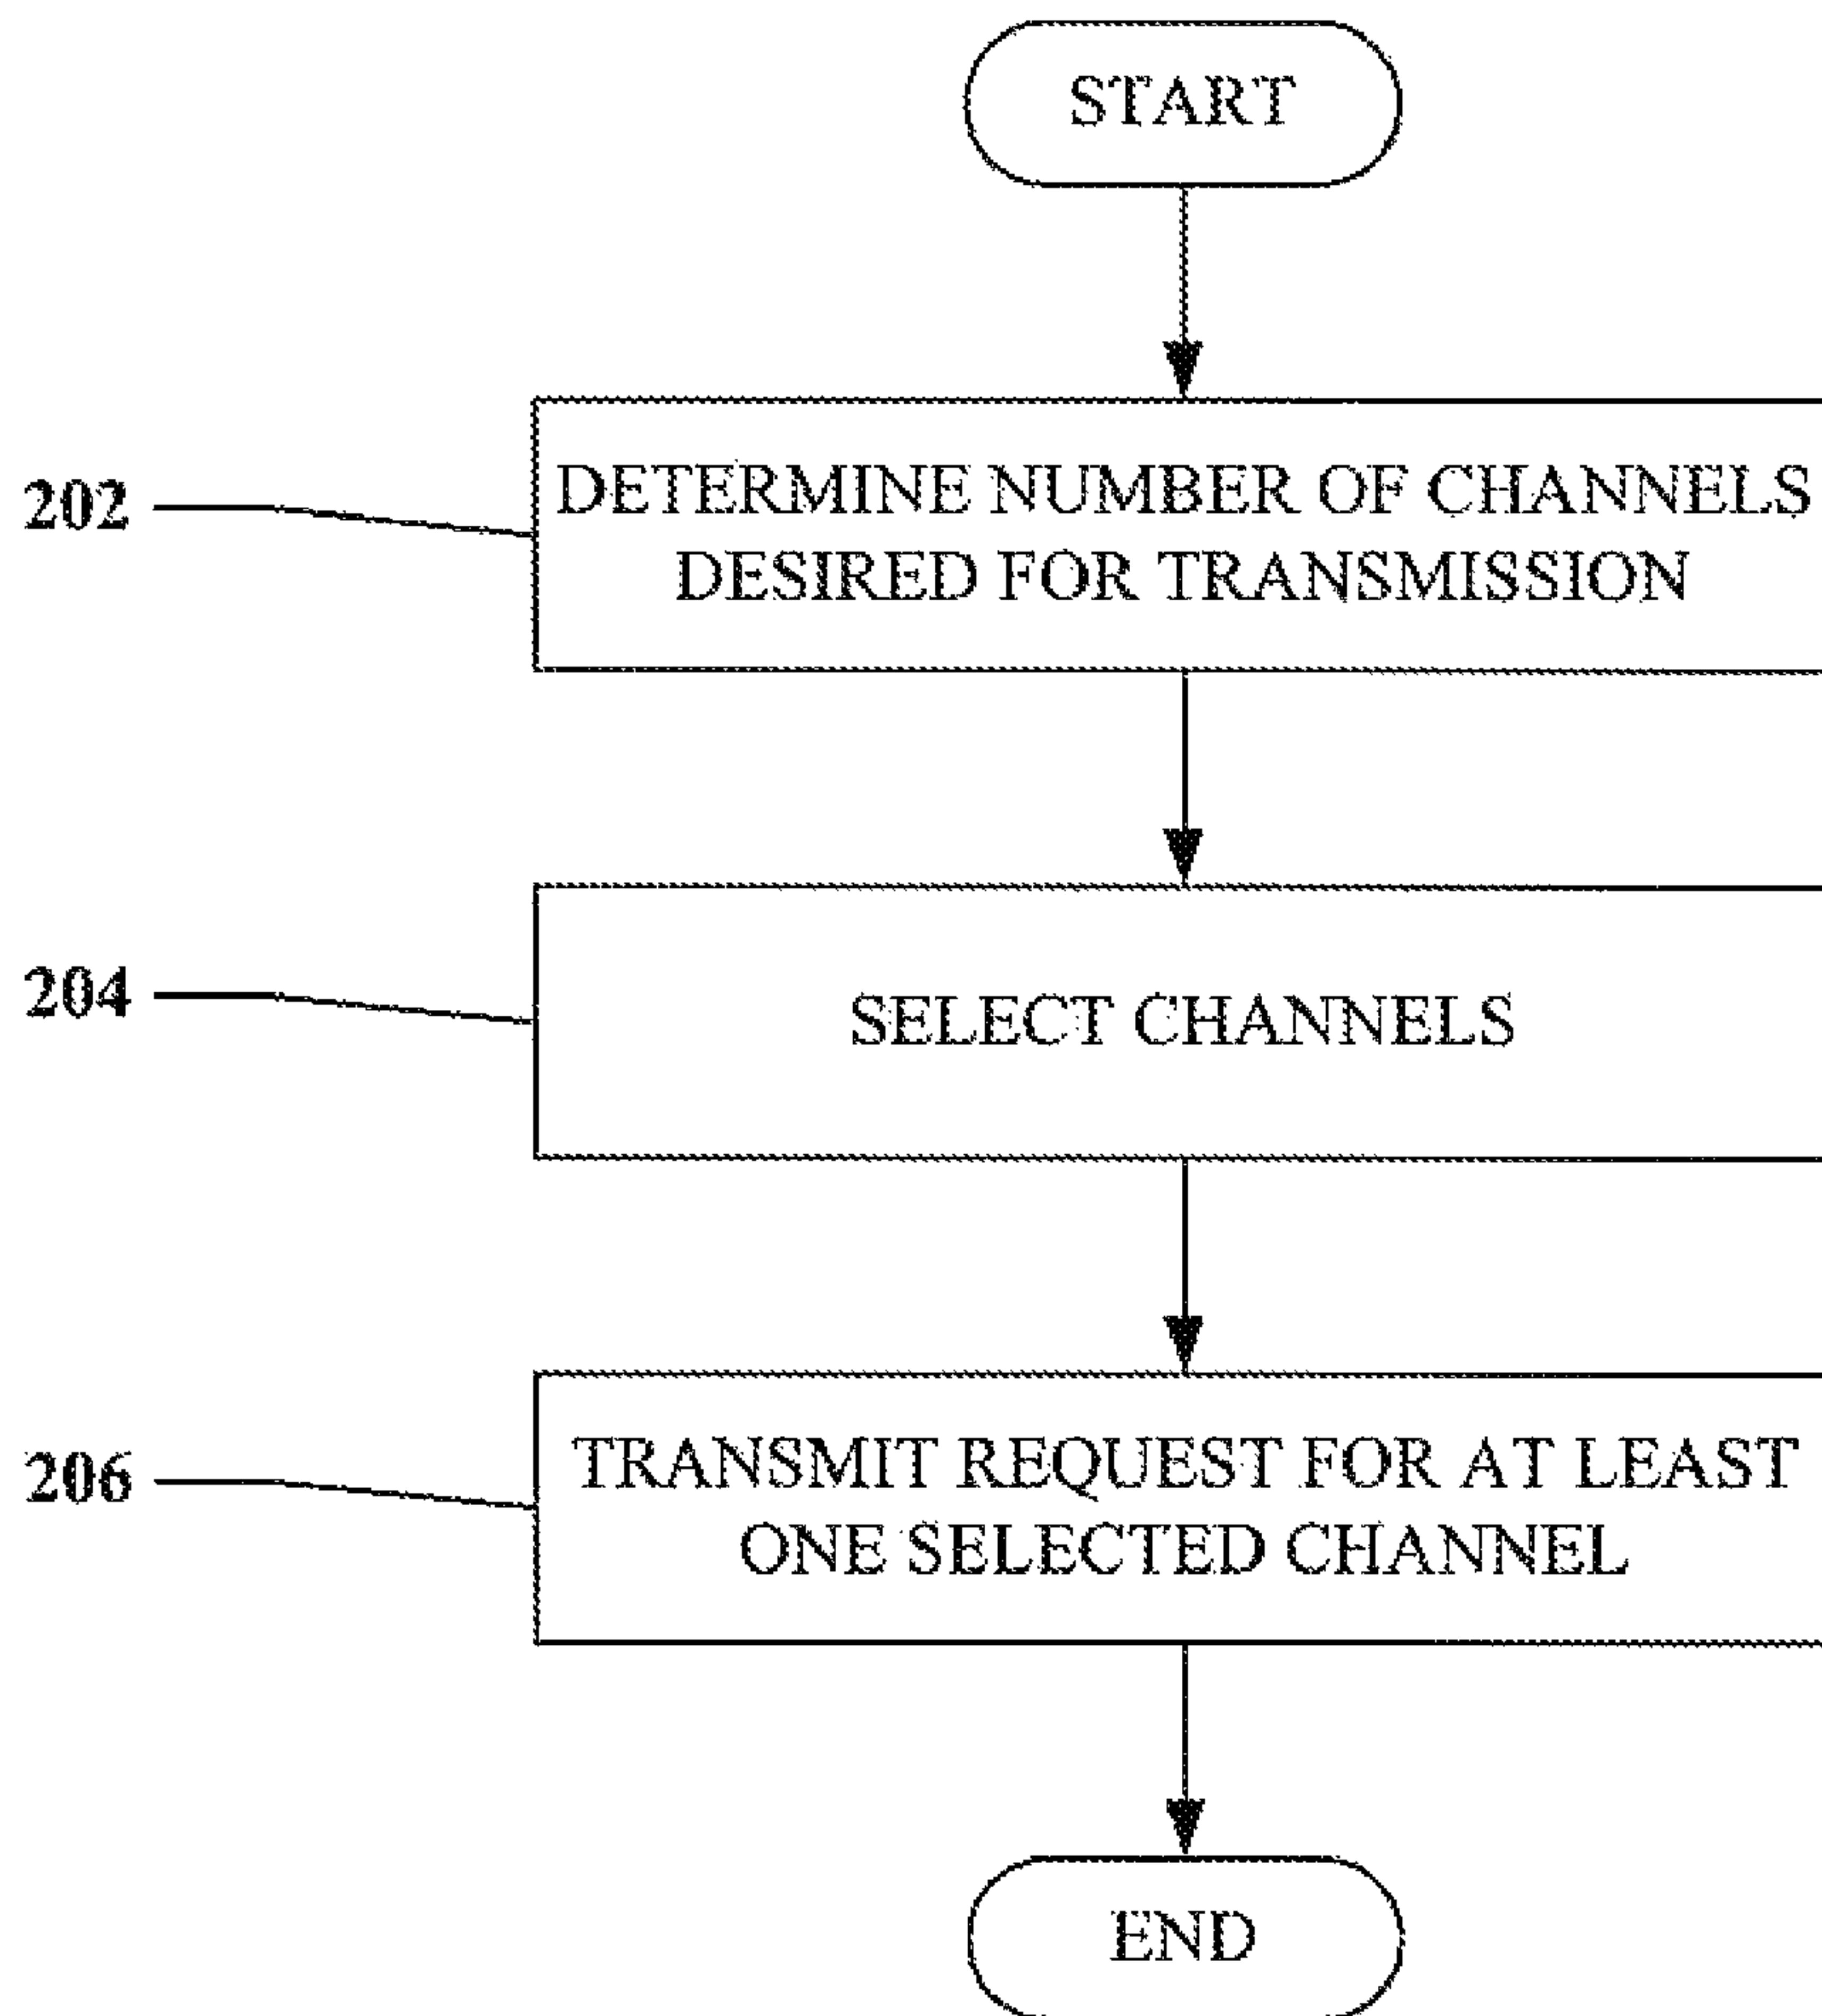 START
202
DETERMINE NUMBER OF CHANNELS
DESIRED FOR TRANSMISSION
204
SELECT CHANNELS
206
TRANSMIT REQUEST FOR AT LEAST
ONE SELECTED CHANNEL
END